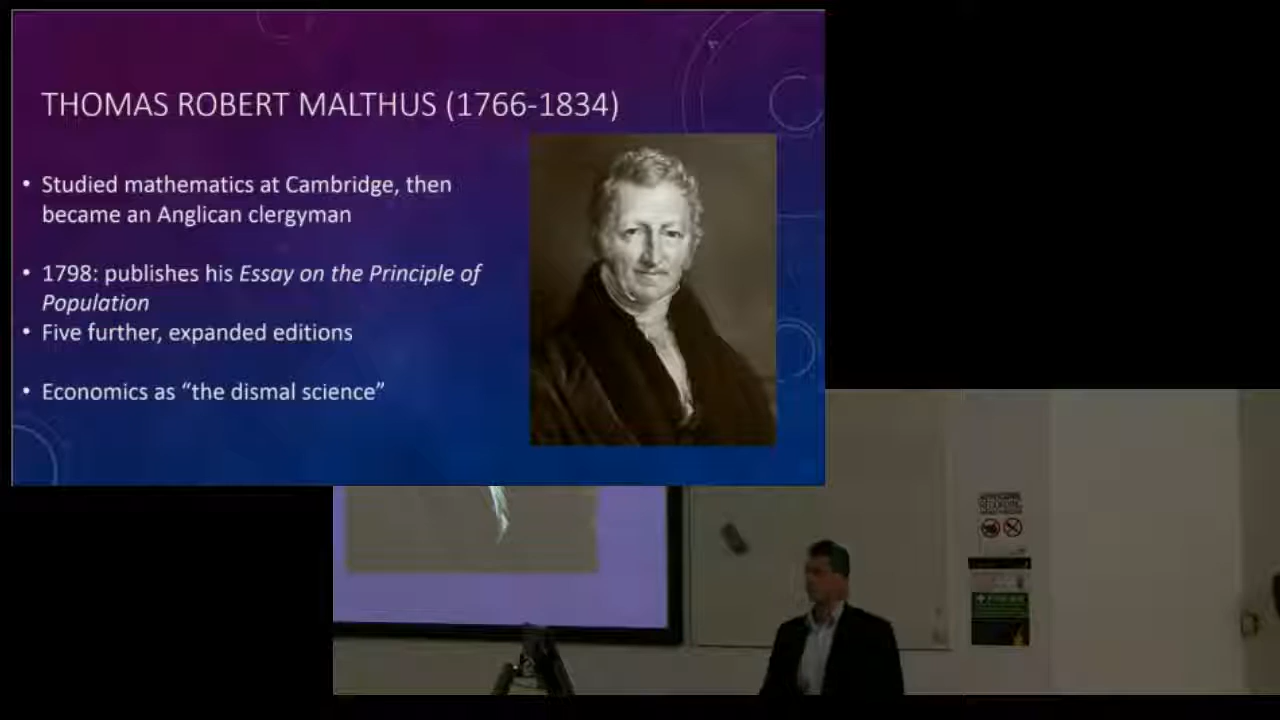 THOMAS ROBERT MALTHUS (1766-1834)
• Studied mathematics at Cambridge, then
became an Anglican clergyman
• 1798: publishes his Essay on the Principle of
Population
• Five further, expanded editions
• Economics as “the dismal science”